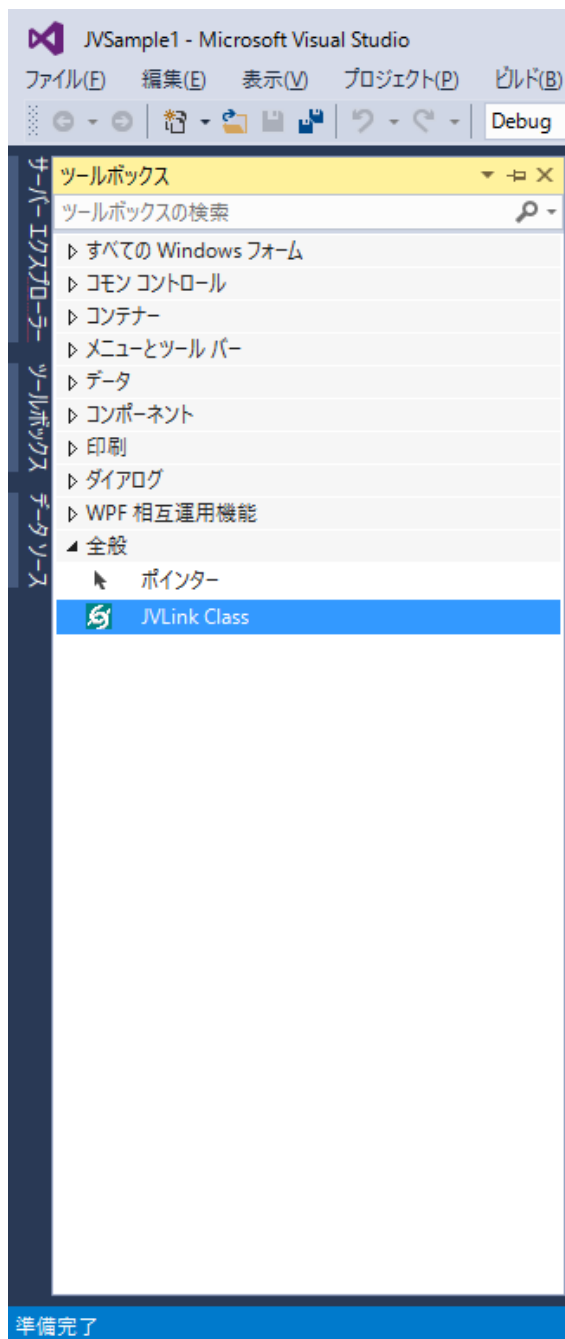 JVSample1 - Microsoft Visual Studio
ファイル(F) 編集(E) 表示(V) プロジェクト(P) ビルド(B)
Debug
サーバー エクスプローラー
ツールボックス
データ ソース
ツールボックス
ツールボックスの検索
すべての Windows フォーム
コモン コントロール
コンテナー
メニューとツール バー
データ
コンポーネント
印刷
ダイアログ
WPF 相互運用機能
全般
ポインター
JVLink Class
準備完了